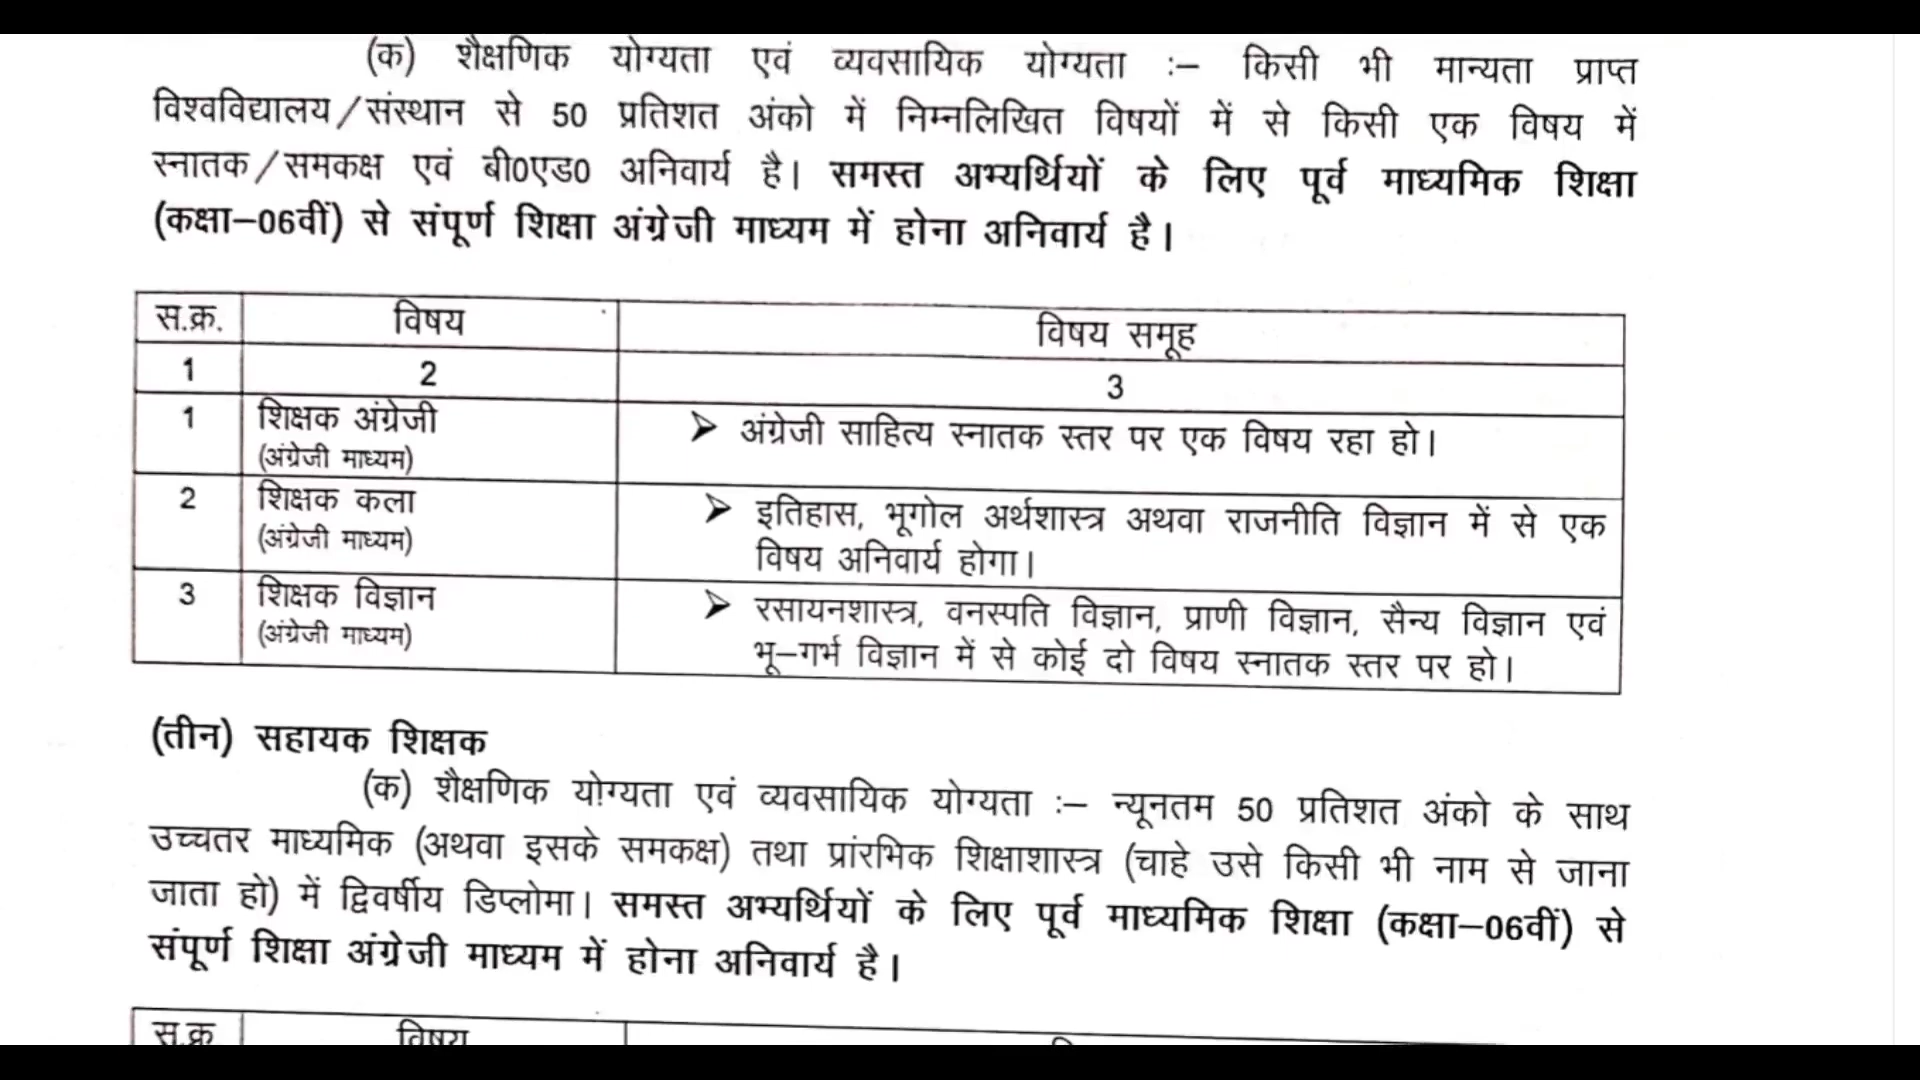 (क) शैक्षणिक योग्यता एवं व्यवसायिक योग्यता :– किसी भी मान्यता प्राप्त
विश्वविद्यालय/संस्थान से 50 प्रतिशत अंको में निम्नलिखित विषयों में से किसी एक विषय में
स्नातक/समकक्ष एवं बी0एड0 अनिवार्य है। समस्त अभ्यर्थियों के लिए पूर्व माध्यमिक शिक्षा
(कक्षा–06वीं) से संपूर्ण शिक्षा अंग्रेजी माध्यम में होना अनिवार्य है।
स.क्र. विषय विषय समूह
1 2 3
1 शिक्षक अंग्रेजी ➢ अंग्रेजी साहित्य स्नातक स्तर पर एक विषय रहा हो।
(अंग्रेजी माध्यम)
2 शिक्षक कला ➢ इतिहास, भूगोल अर्थशास्त्र अथवा राजनीति विज्ञान में से एक
(अंग्रेजी माध्यम) विषय अनिवार्य होगा।
3 शिक्षक विज्ञान ➢ रसायनशास्त्र, वनस्पति विज्ञान, प्राणी विज्ञान, सैन्य विज्ञान एवं
(अंग्रेजी माध्यम) भू–गर्भ विज्ञान में से कोई दो विषय स्नातक स्तर पर हो।
(तीन) सहायक शिक्षक
(क) शैक्षणिक योग्यता एवं व्यवसायिक योग्यता :– न्यूनतम 50 प्रतिशत अंको के साथ
उच्चतर माध्यमिक (अथवा इसके समकक्ष) तथा प्रांरभिक शिक्षाशास्त्र (चाहे उसे किसी भी नाम से जाना
जाता हो) में द्विवर्षीय डिप्लोमा। समस्त अभ्यर्थियों के लिए पूर्व माध्यमिक शिक्षा (कक्षा–06वीं) से
संपूर्ण शिक्षा अंग्रेजी माध्यम में होना अनिवार्य है।
स.क्र विषय